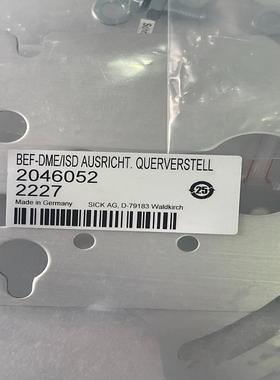 BEF-DME/ISD AUSRICHT. QUERVERSTELL
2046052
2227
25
Made in Germany SICK AG, D-79183 Waldkirch